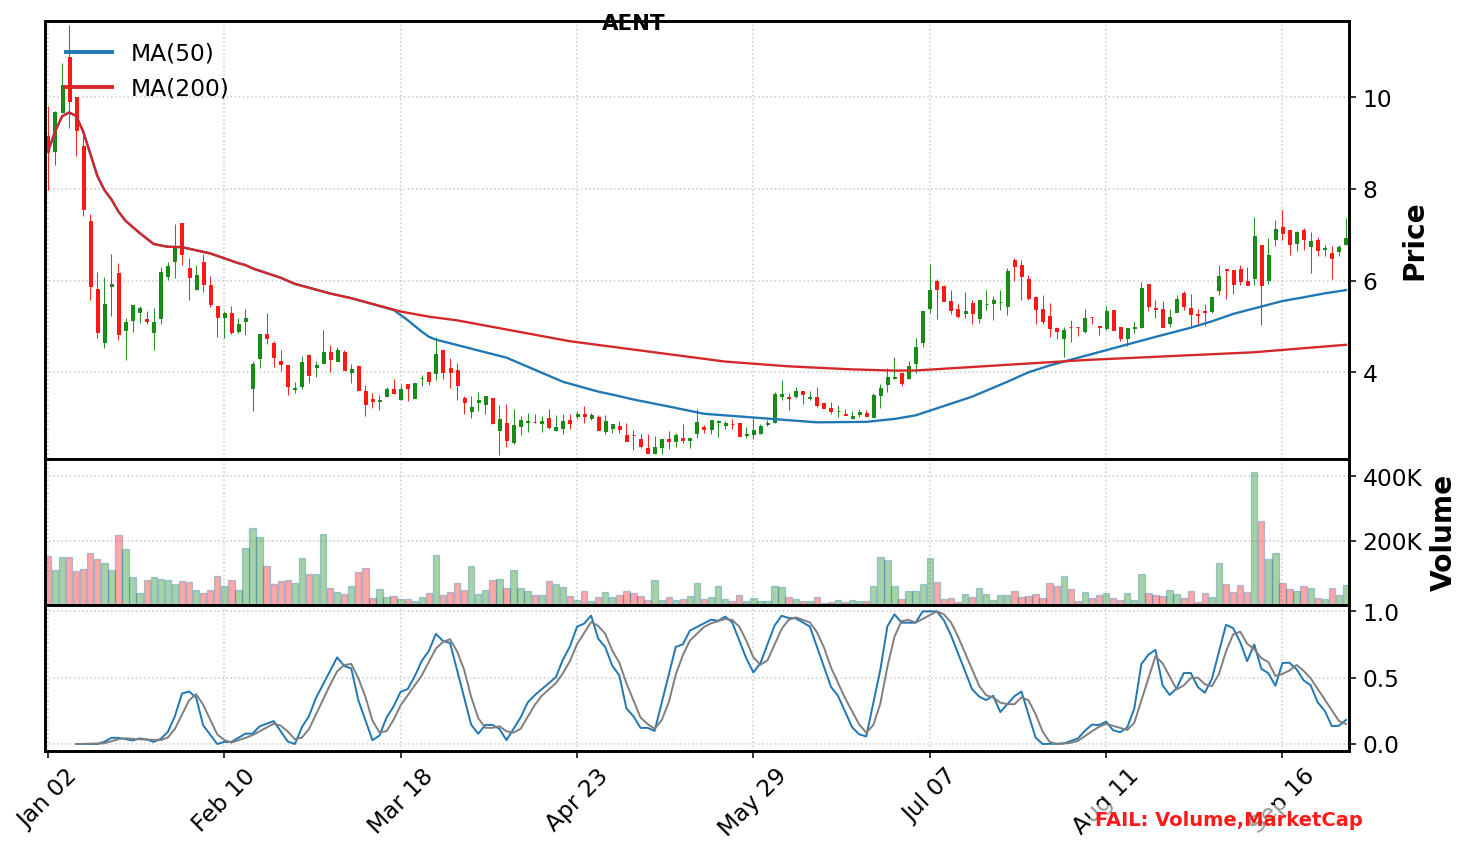 AENT
MA(50)
MA(200)
10
8
6
4
Price
400K
200K
Volume
1.0
0.5
0.0
Jan 02
Feb 10
Mar 18
Apr 23
May 29
Jul 07
Aug 11
Sep 16
FAIL: Volume,MarketCap